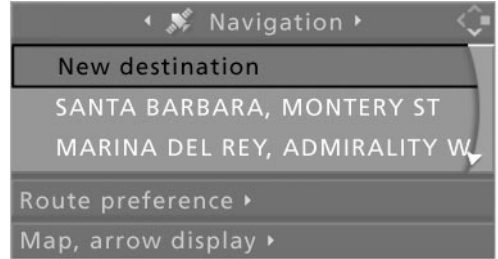 Navigation
New destination
SANTA BARBARA, MONTERY ST
MARINA DEL REY, ADMIRALITY W
Route preference
Map, arrow display